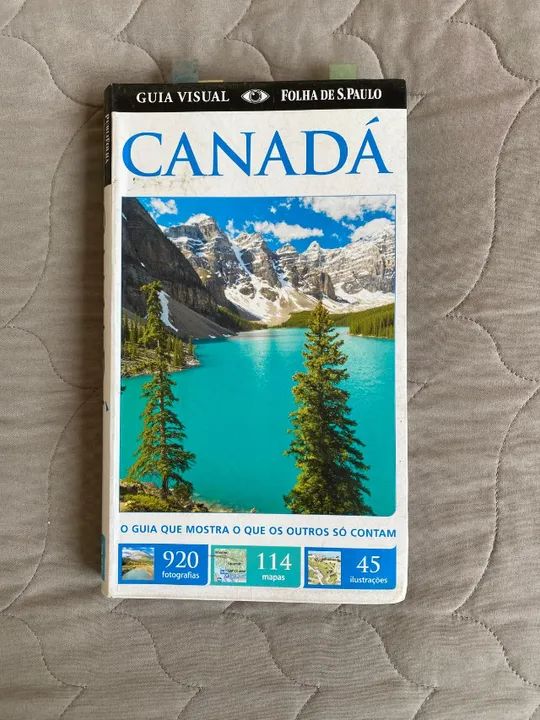 GUIA VISUAL FOLHA DE S.PAULO
CANADÁ
O GUIA QUE MOSTRA O QUE OS OUTROS SÓ CONTAM
920
fotografias
114
mapas
45
ilustrações